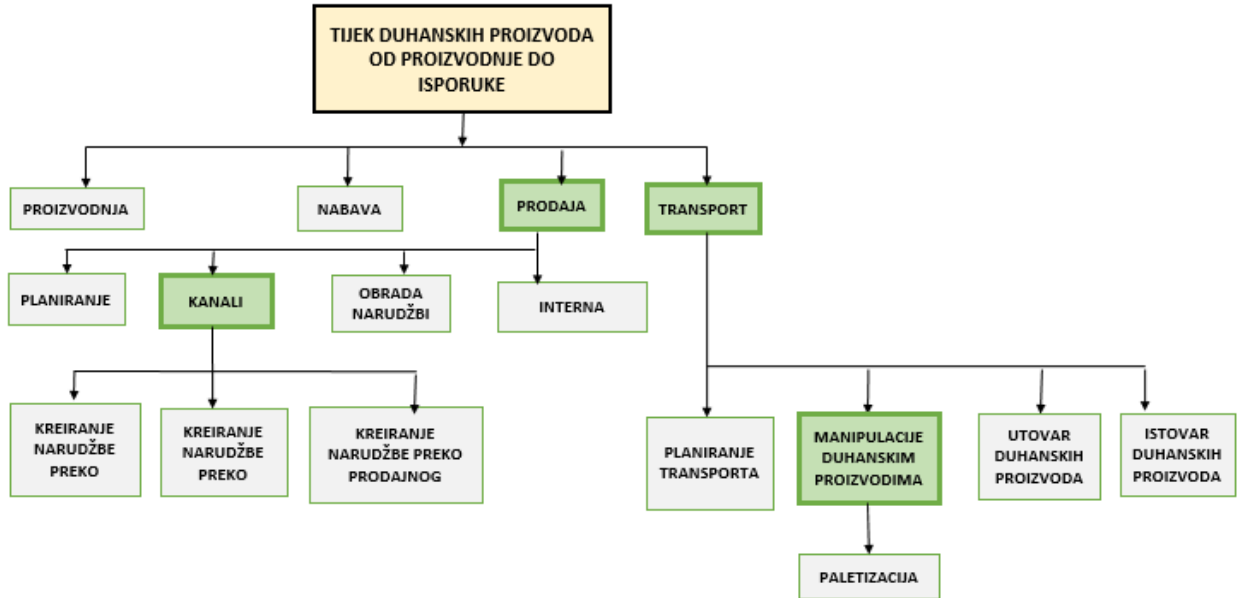 TIJEK DUHANSKIH PROIZVODA
OD PROIZVODNJE DO
ISPORUKE
PROIZVODNJA
NABAVA
PRODAJA
TRANSPORT
PLANIRANJE
KANALI
OBRADA
NARUDŽBI
INTERNA
KREIRANJE
NARUDŽBE
PREKO
KREIRANJE
NARUDŽBE
PREKO
KREIRANJE
NARUDŽBE PREKO
PRODAJNOG
PLANIRANJE
TRANSPORTA
MANIPULACIJE
DUHANSKIM
PROIZVODIMA
UTOVAR
DUHANSKIH
PROIZVODA
ISTOVAR
DUHANSKIH
PROIZVODA
PALETIZACIJA